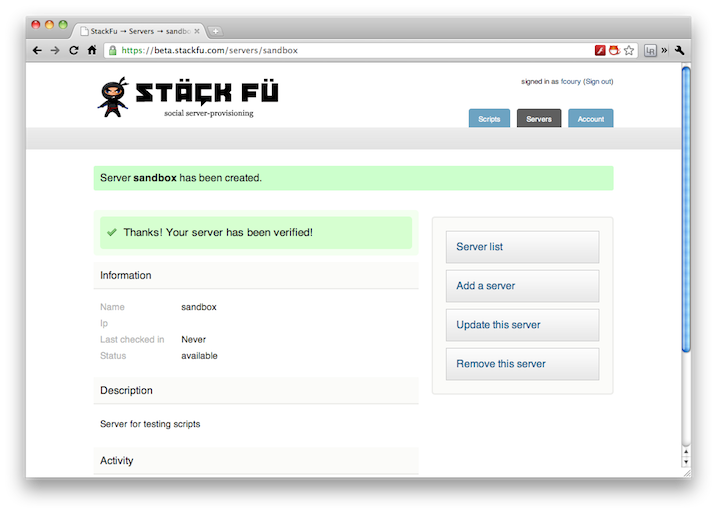 StackFu → Servers → sandbo
https://beta.stackfu.com/servers/sandbox
STÄÇK FÜ
social server-provisioning
signed in as fcoury (Sign out)
Scripts
Servers
Account
Server sandbox has been created.
Thanks! Your server has been verified!
Information
Name sandbox
Ip
Last checked in Never
Status available
Description
Server for testing scripts
Activity
Server list
Add a server
Update this server
Remove this server